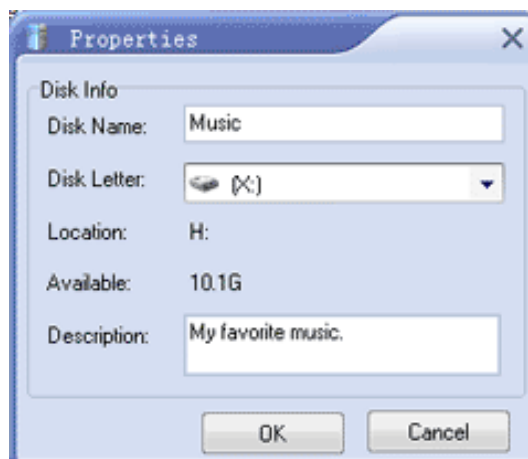 Properties
Disk Info
Disk Name: Music
Disk Letter: (X:)
Location: H:
Available: 10.1G
Description: My favorite music.
OK Cancel